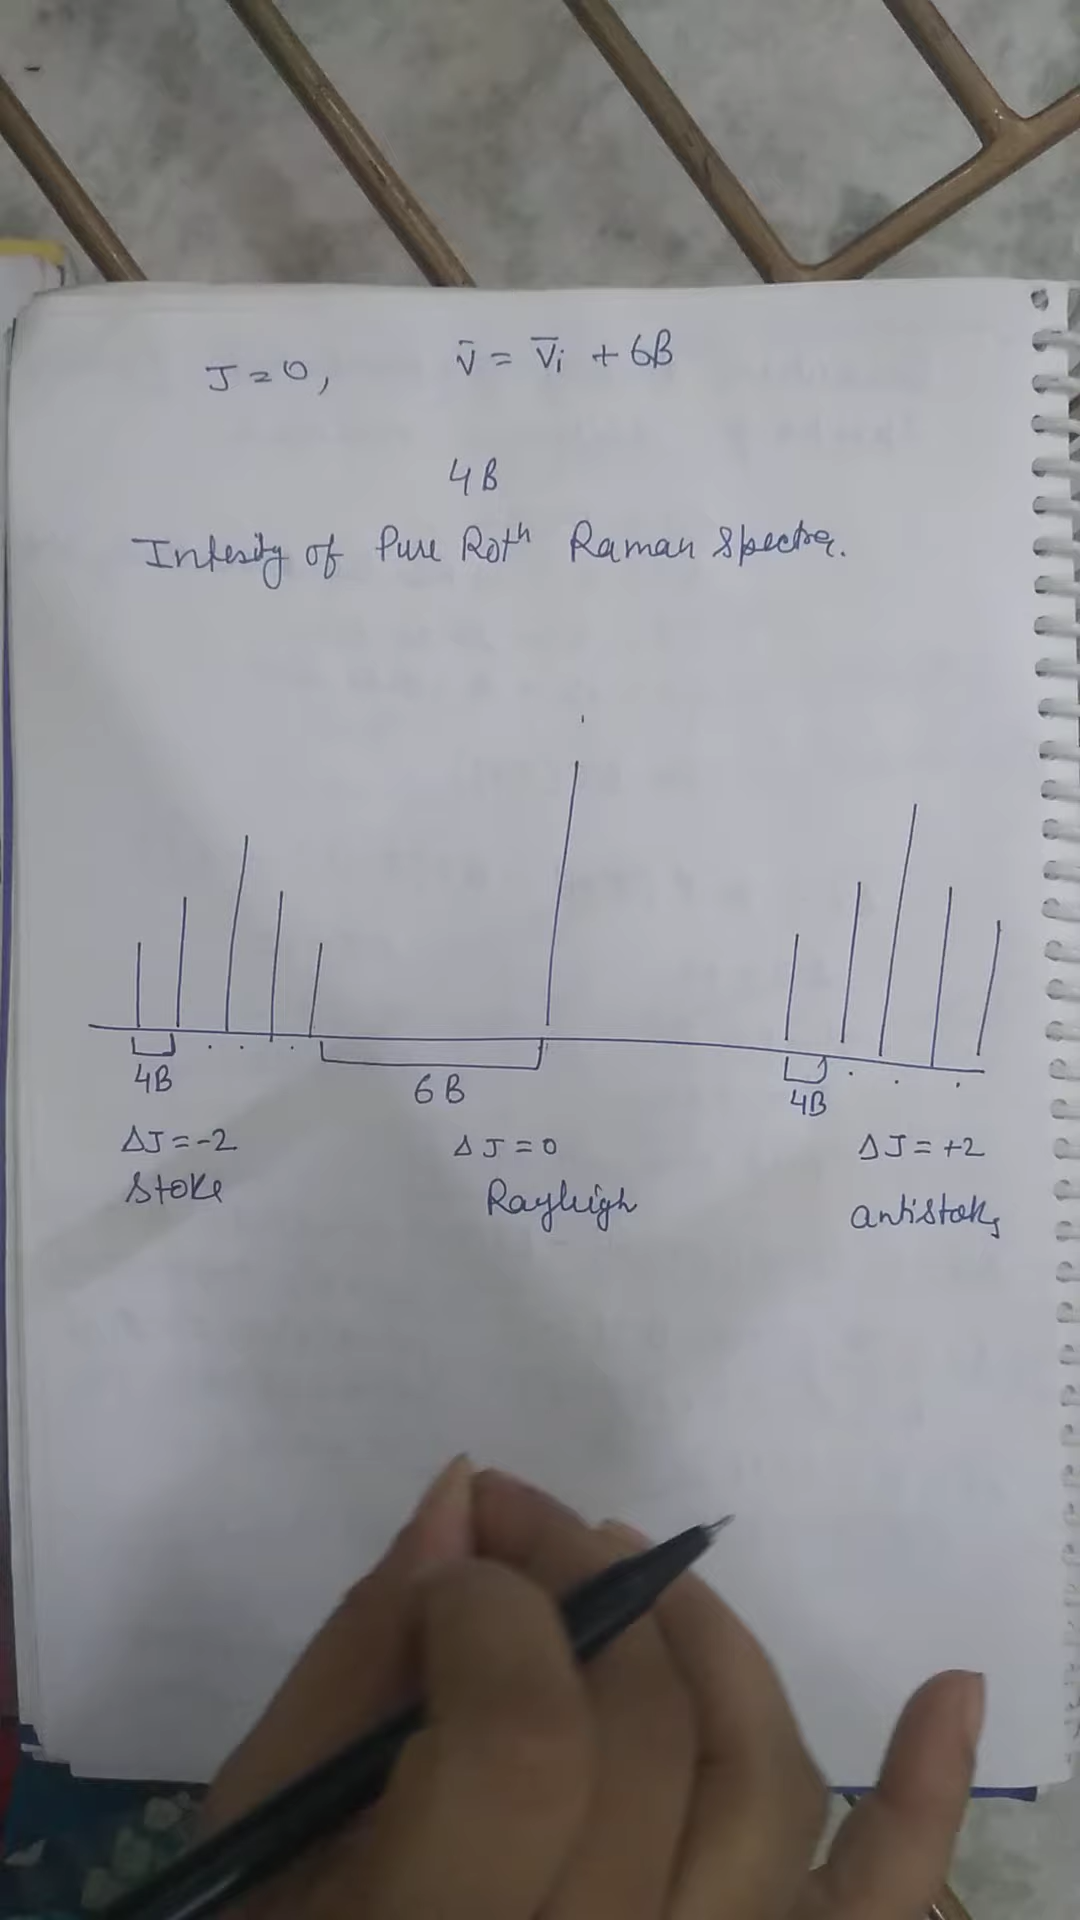 J=0, ν̄ = ν̄i + 6B
4B
Intesity of Pure Rotⁿ Raman Spectra.
4B
6B
4B
ΔJ=-2 ΔJ=0 ΔJ=+2
Stoke Rayleigh antistoke